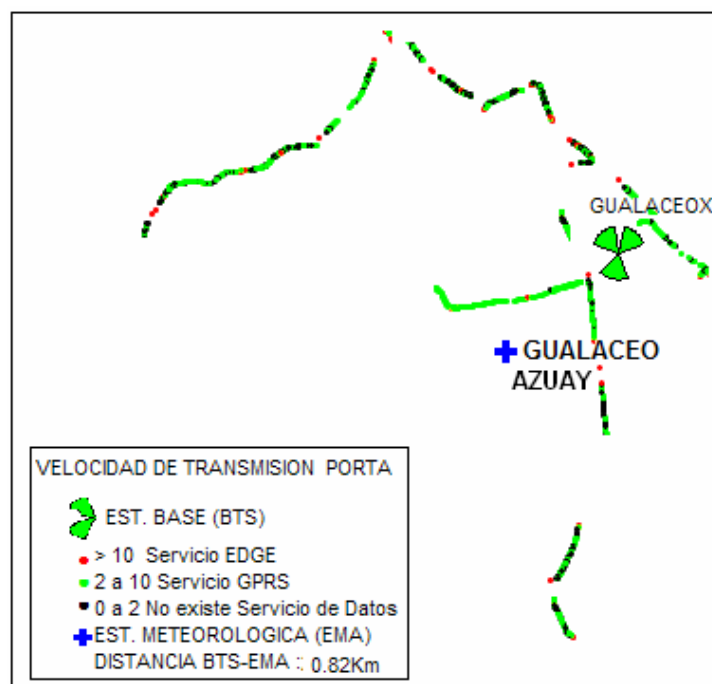 GUALACEOX
GUALACEO
AZUAY
VELOCIDAD DE TRANSMISION PORTA
EST. BASE (BTS)
> 10 Servicio EDGE
2 a 10 Servicio GPRS
0 a 2 No existe Servicio de Datos
EST. METEOROLOGICA (EMA)
DISTANCIA BTS-EMA : 0.82Km